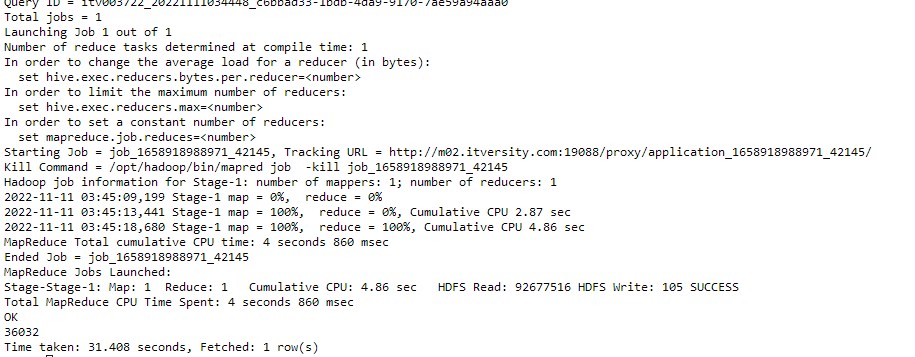 Query ID = itv003722_20221111034448_c6bbad33-1bdb-4da9-9170-7ae59a94aaa0
Total jobs = 1
Launching Job 1 out of 1
Number of reduce tasks determined at compile time: 1
In order to change the average load for a reducer (in bytes):
  set hive.exec.reducers.bytes.per.reducer=<number>
In order to limit the maximum number of reducers:
  set hive.exec.reducers.max=<number>
In order to set a constant number of reducers:
  set mapreduce.job.reduces=<number>
Starting Job = job_1658918988971_42145, Tracking URL = http://m02.itversity.com:19088/proxy/application_1658918988971_42145/
Kill Command = /opt/hadoop/bin/mapred job  -kill job_1658918988971_42145
Hadoop job information for Stage-1: number of mappers: 1; number of reducers: 1
2022-11-11 03:45:09,199 Stage-1 map = 0%,  reduce = 0%
2022-11-11 03:45:13,441 Stage-1 map = 100%,  reduce = 0%, Cumulative CPU 2.87 sec
2022-11-11 03:45:18,680 Stage-1 map = 100%,  reduce = 100%, Cumulative CPU 4.86 sec
MapReduce Total cumulative CPU time: 4 seconds 860 msec
Ended Job = job_1658918988971_42145
MapReduce Jobs Launched:
Stage-Stage-1: Map: 1  Reduce: 1   Cumulative CPU: 4.86 sec   HDFS Read: 92677516 HDFS Write: 105 SUCCESS
Total MapReduce CPU Time Spent: 4 seconds 860 msec
OK
36032
Time taken: 31.408 seconds, Fetched: 1 row(s)